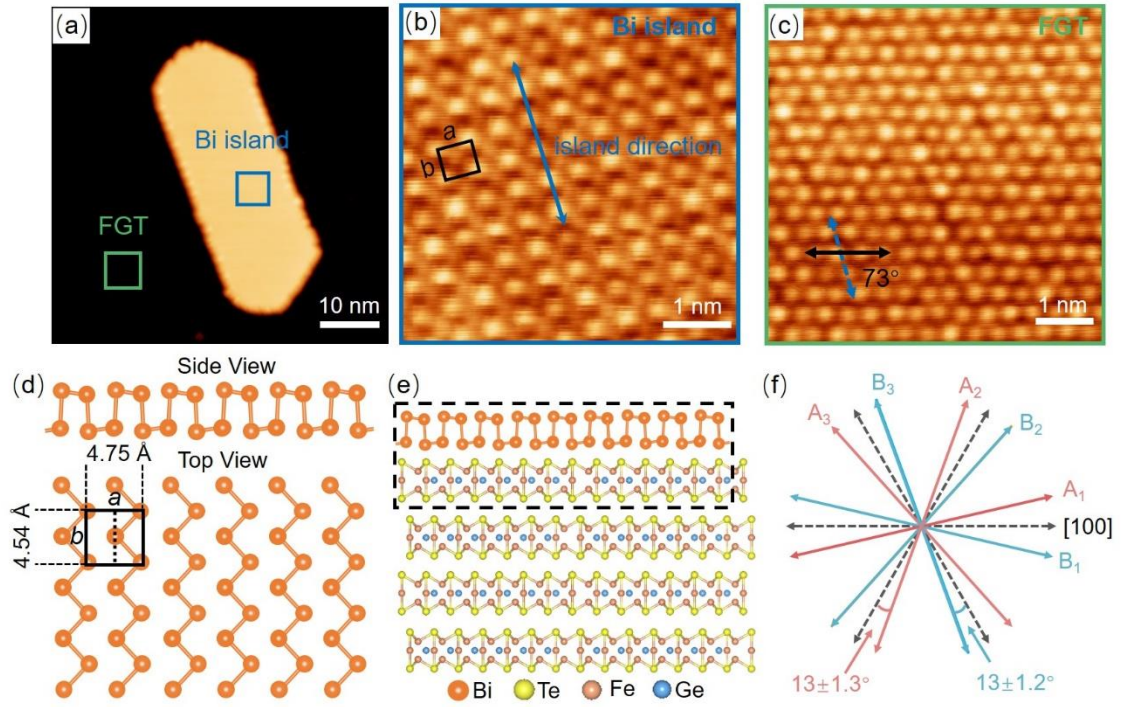 (a)
Bi island
FGT
10 nm
(b)
Bi island
a
b
island direction
1 nm
(c)
FGT
73°
1 nm
(d)
Side View
4.75 Å
Top View
a
b
4.54 Å
(e)
Bi
Te
Fe
Ge
(f)
B3
A2
A3
B2
A1
[100]
B1
13±1.3°
13±1.2°